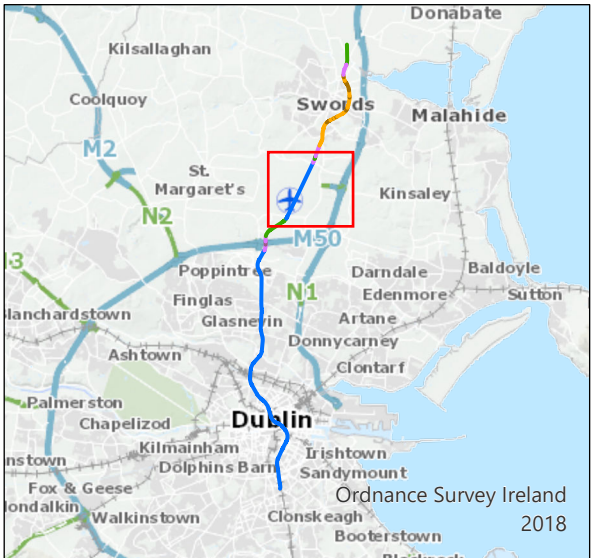 Donabate
Kilsallaghan
Coolquoy
Swords
Malahide
M2
St.
Margaret's
Kinsaley
N2
M50
Poppintree
Darndale
Baldoyle
N1
Edenmore
Sutton
Finglas
Blanchardstown
Glasnevin
Artane
Donnycarney
Ashtown
Clontarf
Palmerston
Chapelizod
Dublin
Kilmainham
Irishtown
Dolphins Barn
Sandymount
Fox & Geese
Ordnance Survey Ireland
2018
Walkinstown
Clonskeagh
Booterstown